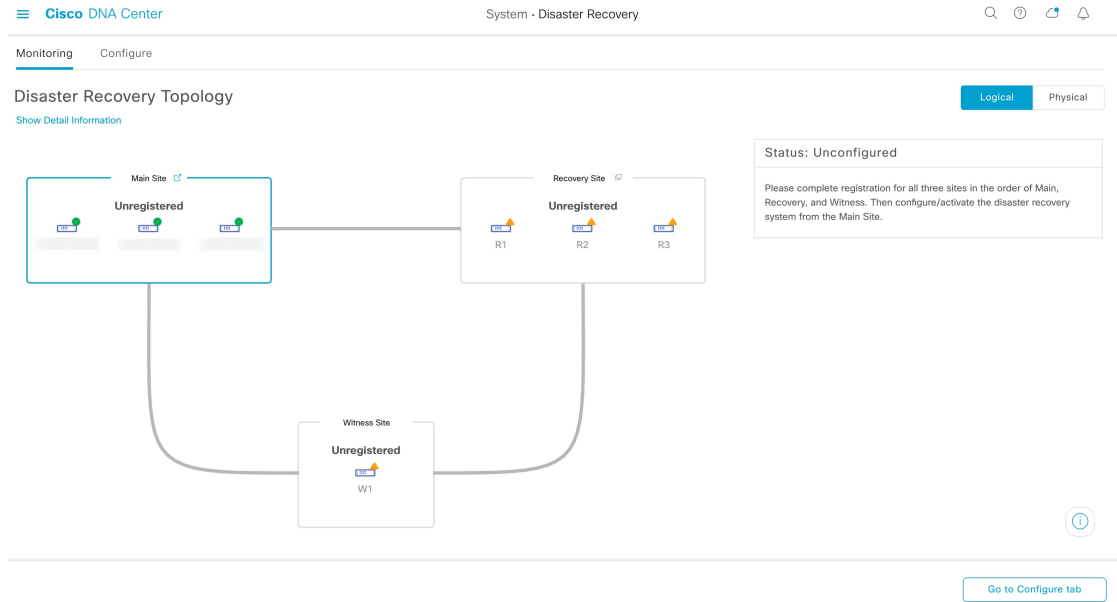 Cisco DNA Center
System · Disaster Recovery
Monitoring
Configure
Disaster Recovery Topology
Logical
Physical
Show Detail Information
Status: Unconfigured
Please complete registration for all three sites in the order of Main,
Recovery, and Witness. Then configure/activate the disaster recovery
system from the Main Site.
Main Site
Unregistered
Recovery Site
Unregistered
R1
R2
R3
Witness Site
Unregistered
W1
Go to Configure tab